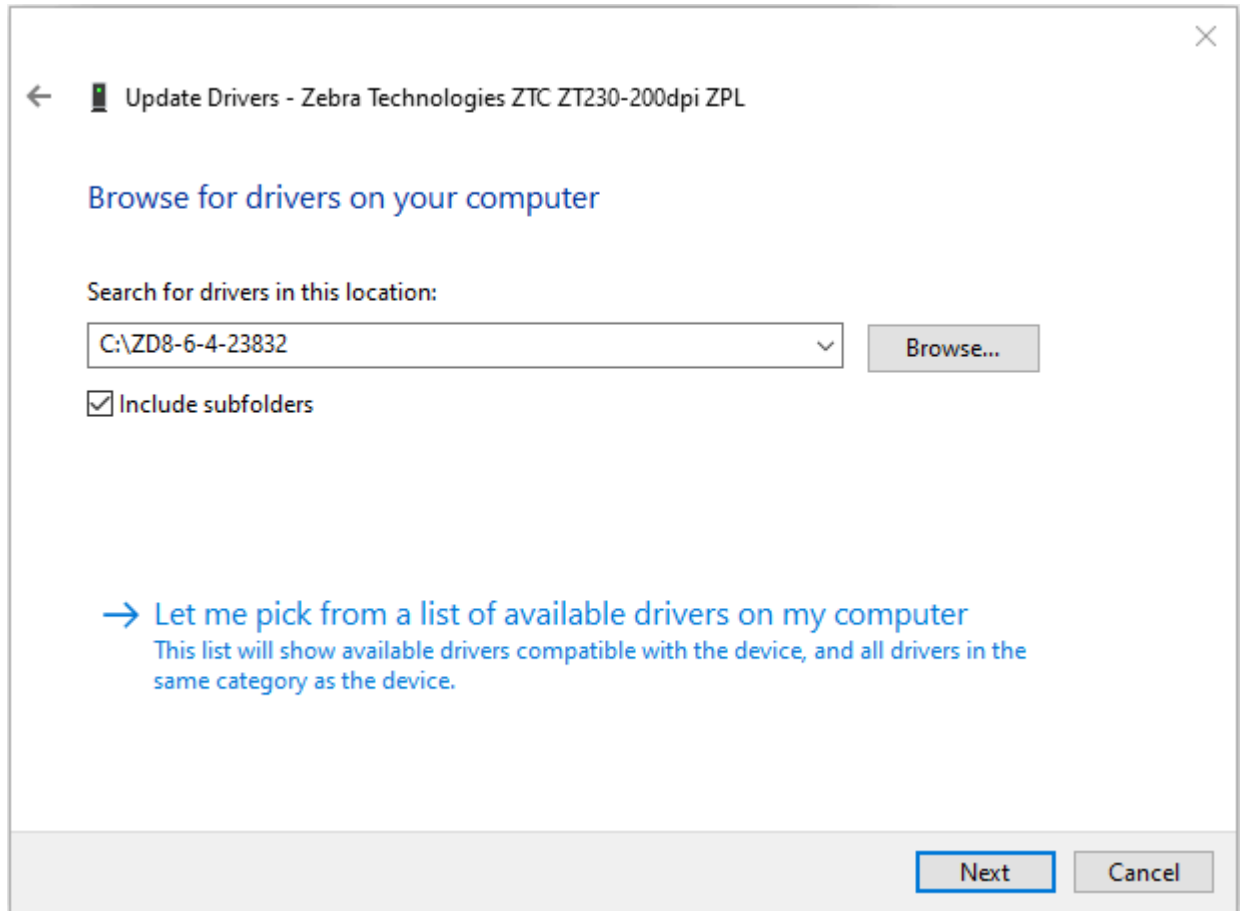 Update Drivers - Zebra Technologies ZTC ZT230-200dpi ZPL
Browse for drivers on your computer
Search for drivers in this location:
C:\ZD8-6-4-23832
Browse...
Include subfolders
Let me pick from a list of available drivers on my computer
This list will show available drivers compatible with the device, and all drivers in the
same category as the device.
Next
Cancel